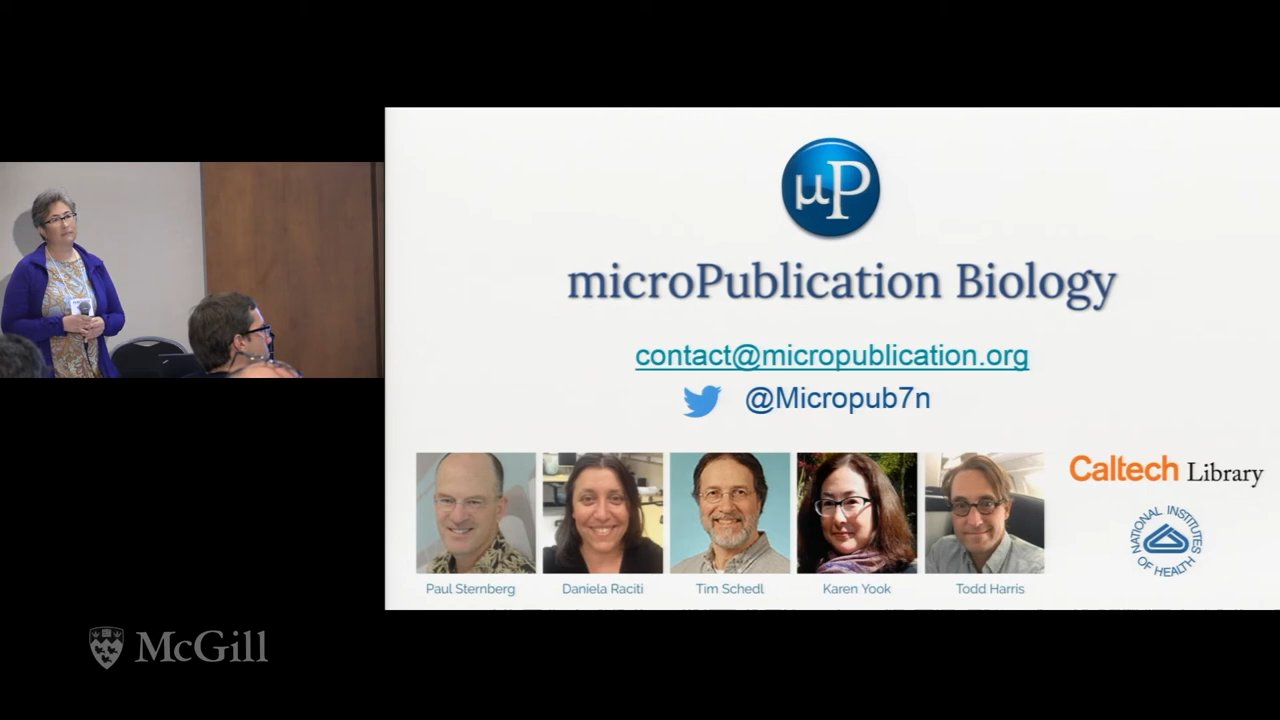 µP
microPublication Biology
contact@micropublication.org
@Micropub7n
Caltech Library
NATIONAL INSTITUTES OF HEALTH
Paul Sternberg
Daniela Raciti
Tim Schedl
Karen Yook
Todd Harris
McGill